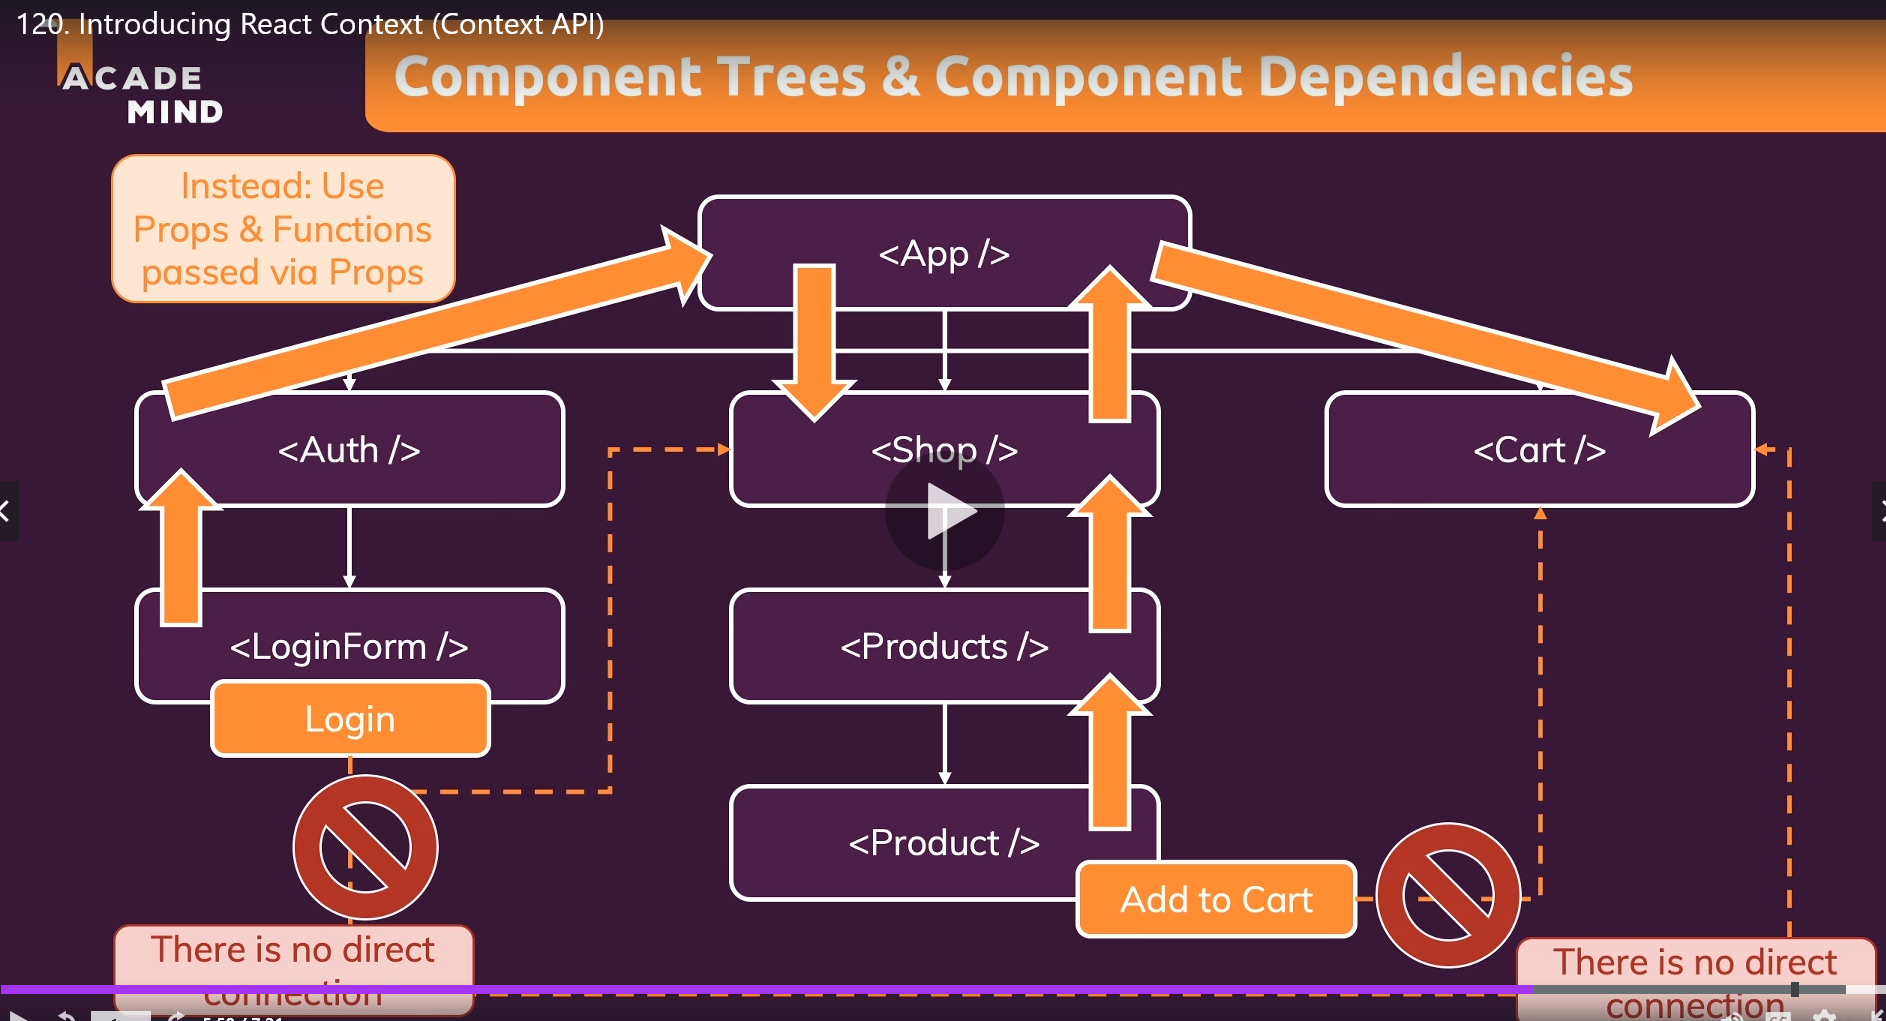 120. Introducing React Context (Context API)
ACADE
MIND
Component Trees & Component Dependencies
Instead: Use
Props & Functions
passed via Props
<App />
<Auth />
<Shop />
<Cart />
<LoginForm />
<Products />
Login
<Product />
Add to Cart
There is no direct
connection
There is no direct
connection